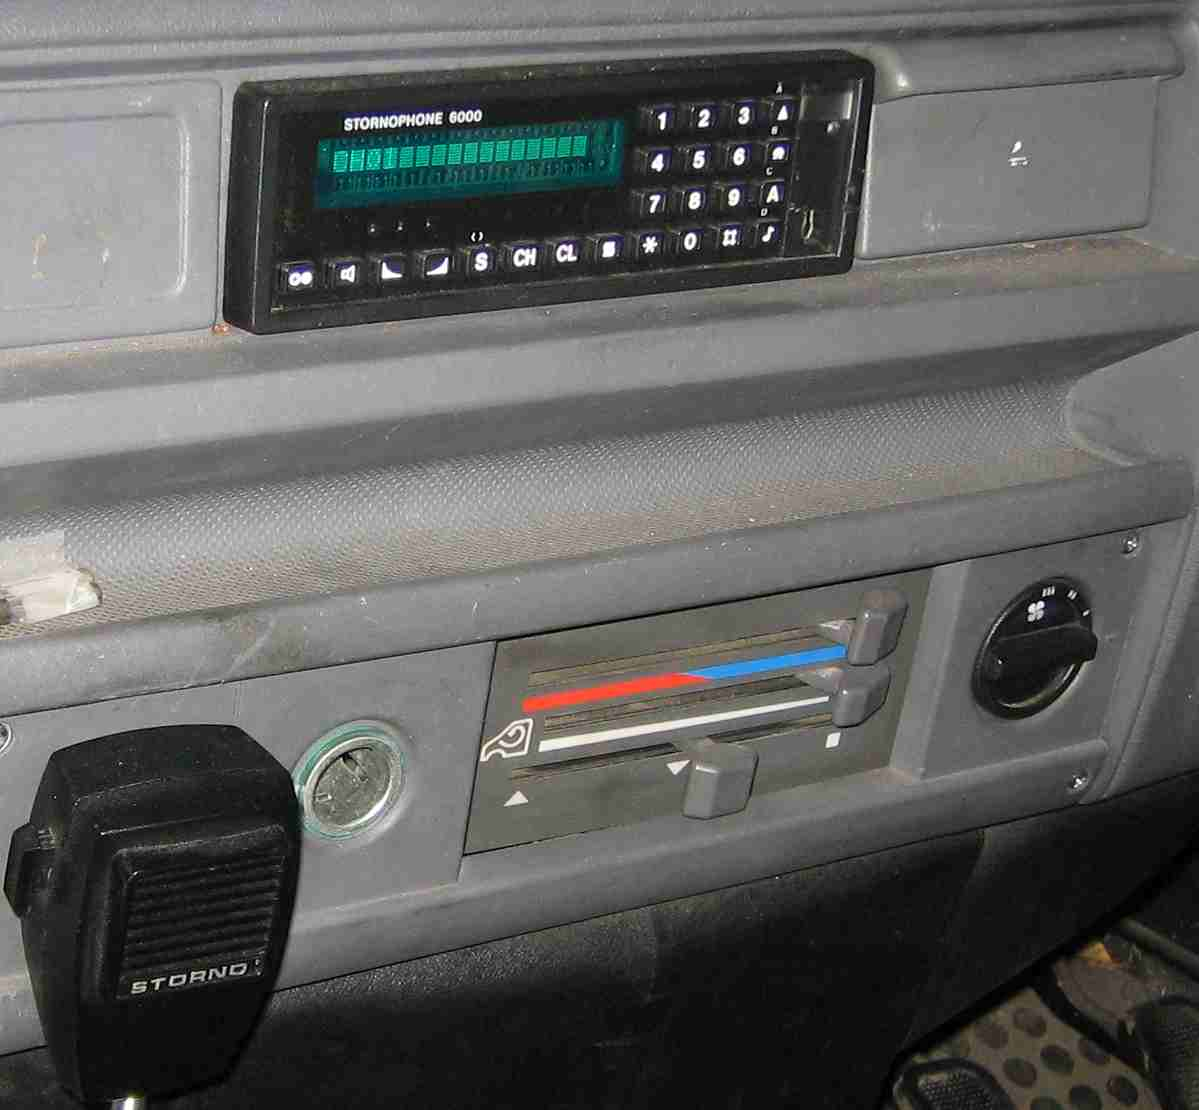 STORNOPHONE 6000
1 2 3
4 5 6
7 8 9 A
S CH CL * 0 #
A
B
C
D
STORNO